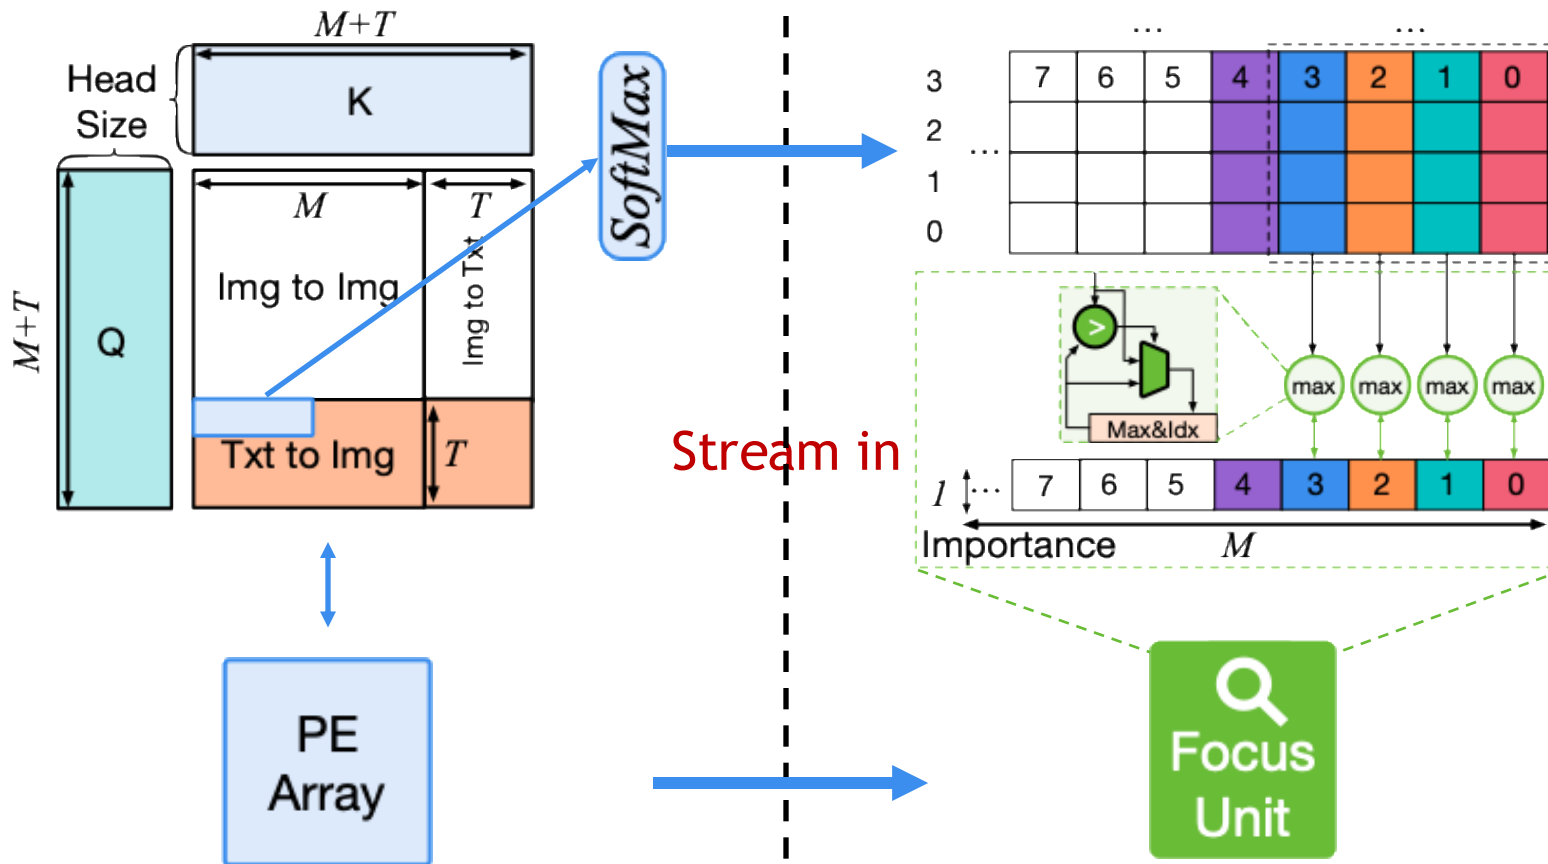 M+T
Head
Size
K
M
T
Q
M+T
Img to Img
Img to Txt
Txt to Img
T
SoftMax
PE
Array
Stream in
... ...
3 7 6 5 4 3 2 1 0
2
...
1
0
>
max max max max
Max&Idx
1 ... 7 6 5 4 3 2 1 0
Importance M
Focus
Unit